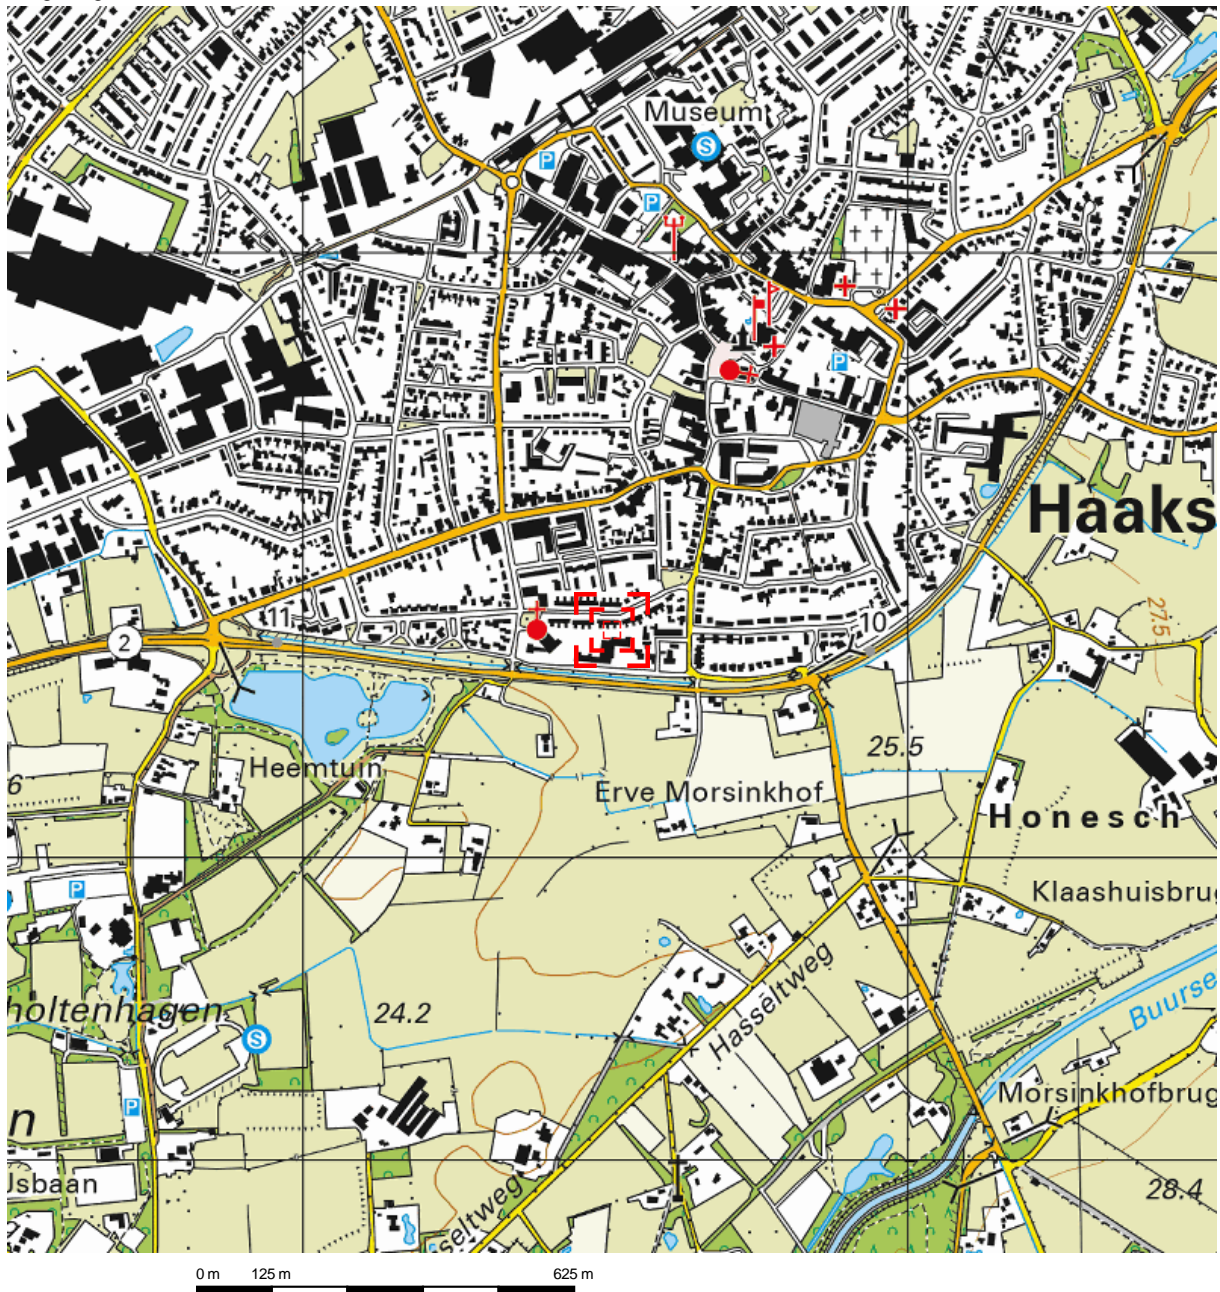 Museum
S
P
P
P
Haaks
27.5
11
10
2
25.5
6
Heemtuin
Erve Morsinkhof
Honesch
P
Klaashuisbrug
Hasseltweg
holtenhagen
24.2
Buurse
S
Morsinkhofbrug
P
n
IJsbaan
28.4
seltweg
0 m 125 m 625 m